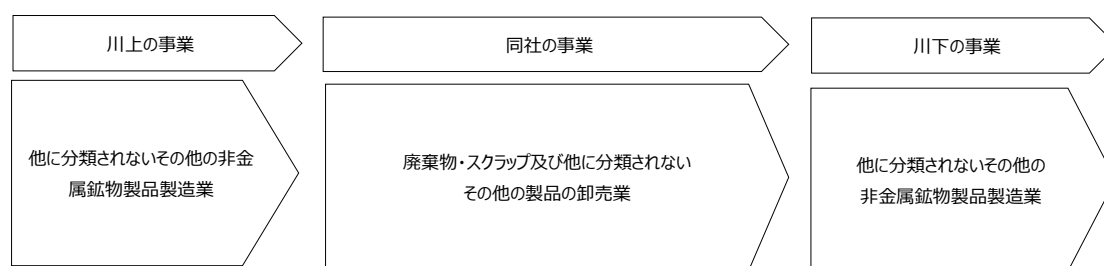 川上の事業
同社の事業
川下の事業
他に分類されないその他の非金
属鉱物製品製造業
廃棄物・スクラップ及び他に分類されない
その他の製品の卸売業
他に分類されないその他の
非金属鉱物製品製造業